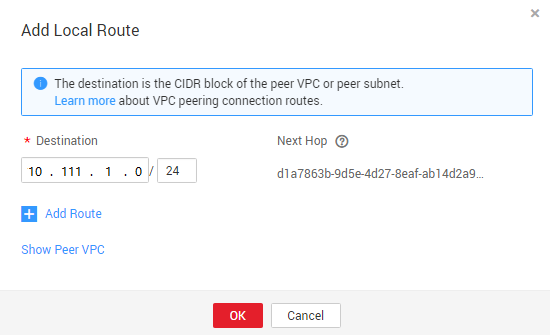 Add Local Route
The destination is the CIDR block of the peer VPC or peer subnet.
Learn more about VPC peering connection routes.
* Destination
Next Hop ?
10 . 111 . 1 . 0 / 24
d1a7863b-9d5e-4d27-8eaf-ab14d2a9...
Add Route
Show Peer VPC
OK
Cancel